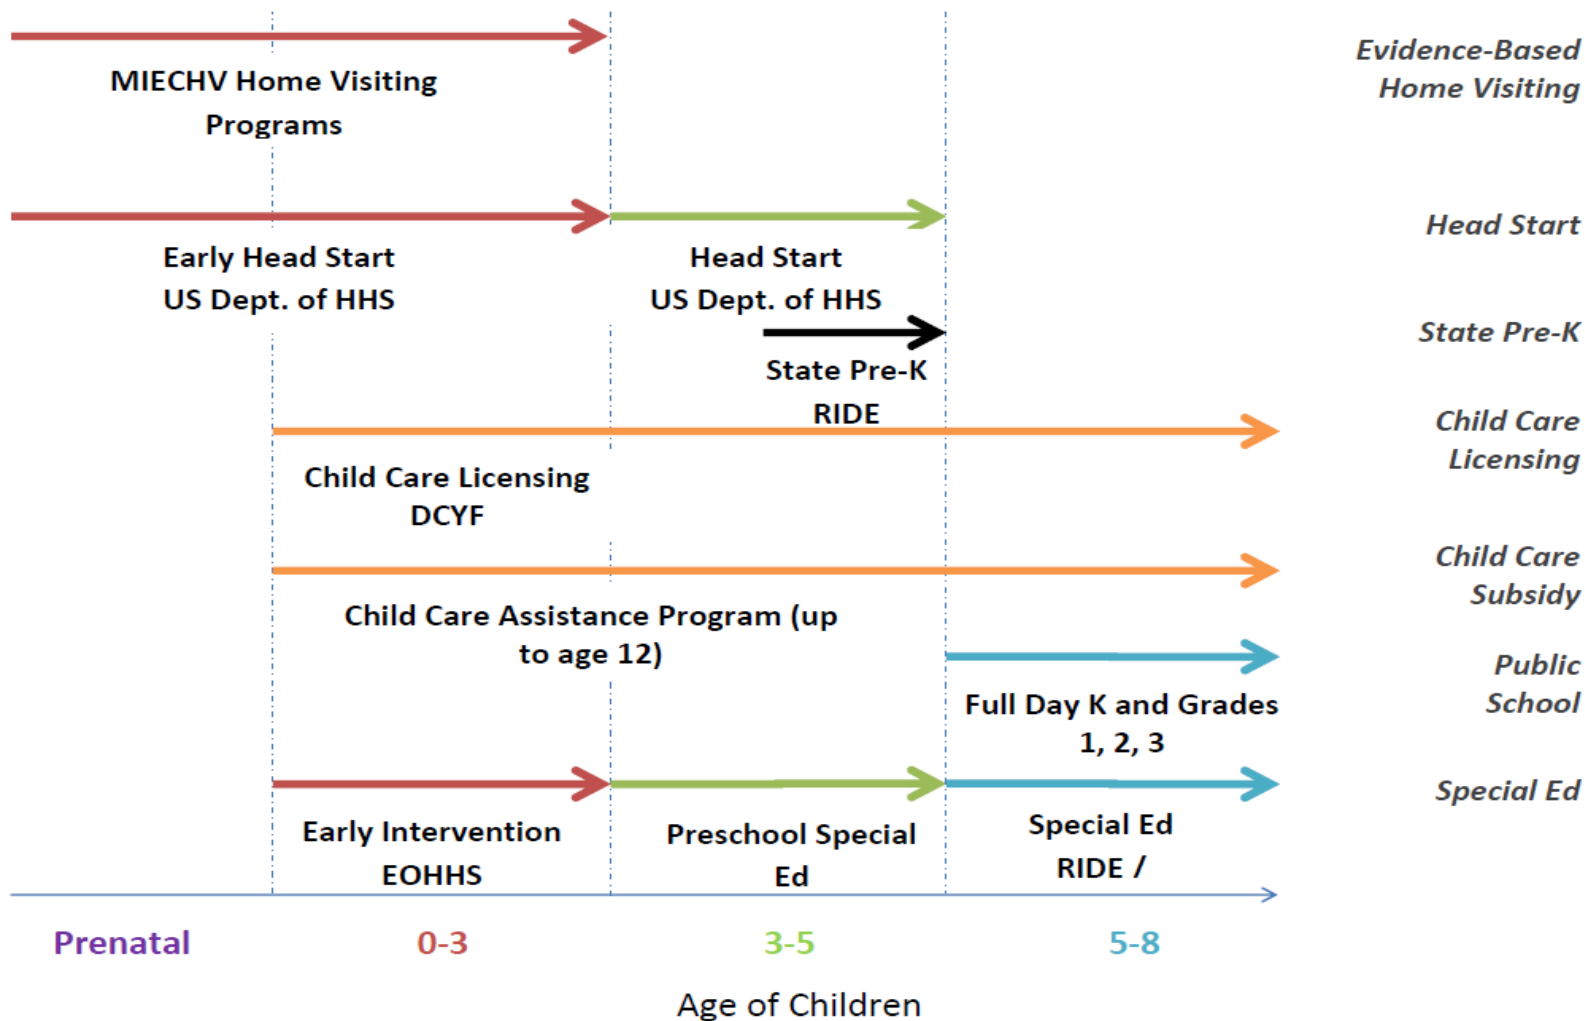 Evidence-Based
Home Visiting
MIECHV Home Visiting
Programs
Head Start
Early Head Start
US Dept. of HHS
Head Start
US Dept. of HHS
State Pre-K
State Pre-K
RIDE
Child Care
Licensing
Child Care Licensing
DCYF
Child Care
Subsidy
Child Care Assistance Program (up
to age 12)
Public
School
Full Day K and Grades
1, 2, 3
Special Ed
Early Intervention
EOHHS
Preschool Special
Ed
Special Ed
RIDE /
Prenatal
0-3
3-5
5-8
Age of Children